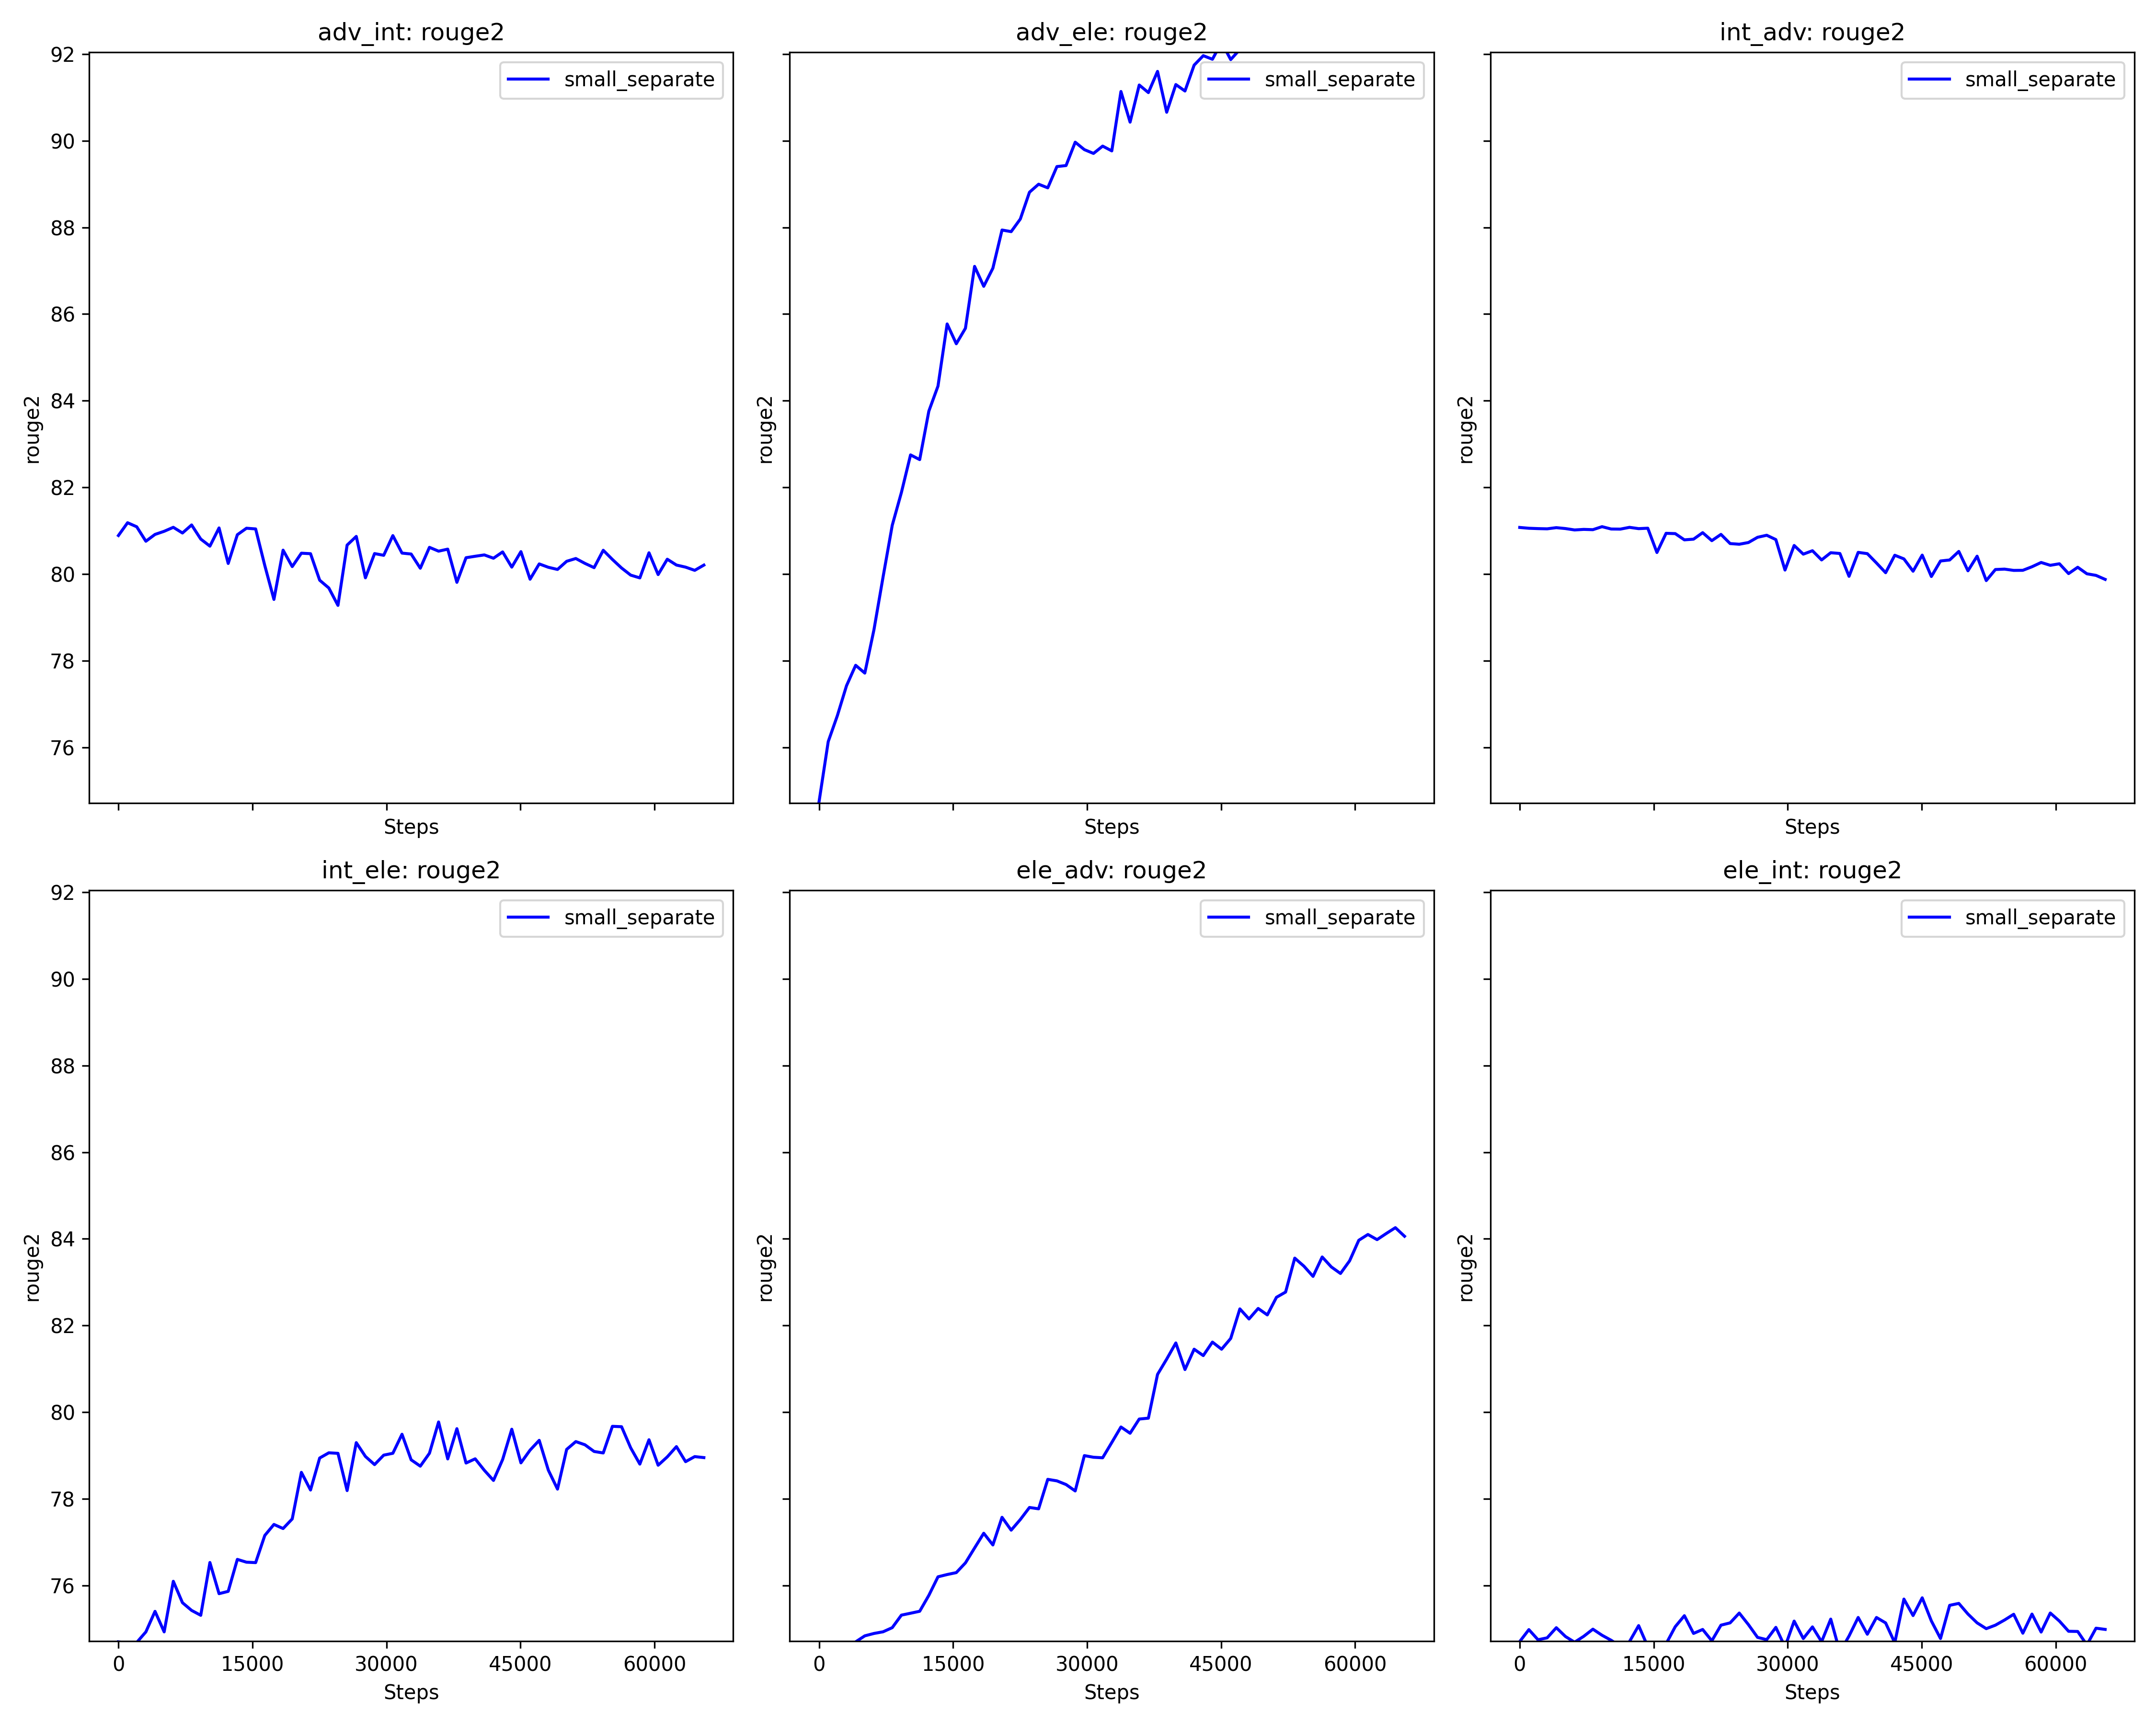 adv_int: rouge2
adv_ele: rouge2
int_adv: rouge2
small_separate
small_separate
small_separate
92
90
88
86
84
82
80
78
76
rouge2
rouge2
rouge2
Steps
Steps
Steps
int_ele: rouge2
ele_adv: rouge2
ele_int: rouge2
small_separate
small_separate
small_separate
92
90
88
86
84
82
80
78
76
rouge2
rouge2
rouge2
0 15000 30000 45000 60000
0 15000 30000 45000 60000
0 15000 30000 45000 60000
Steps
Steps
Steps